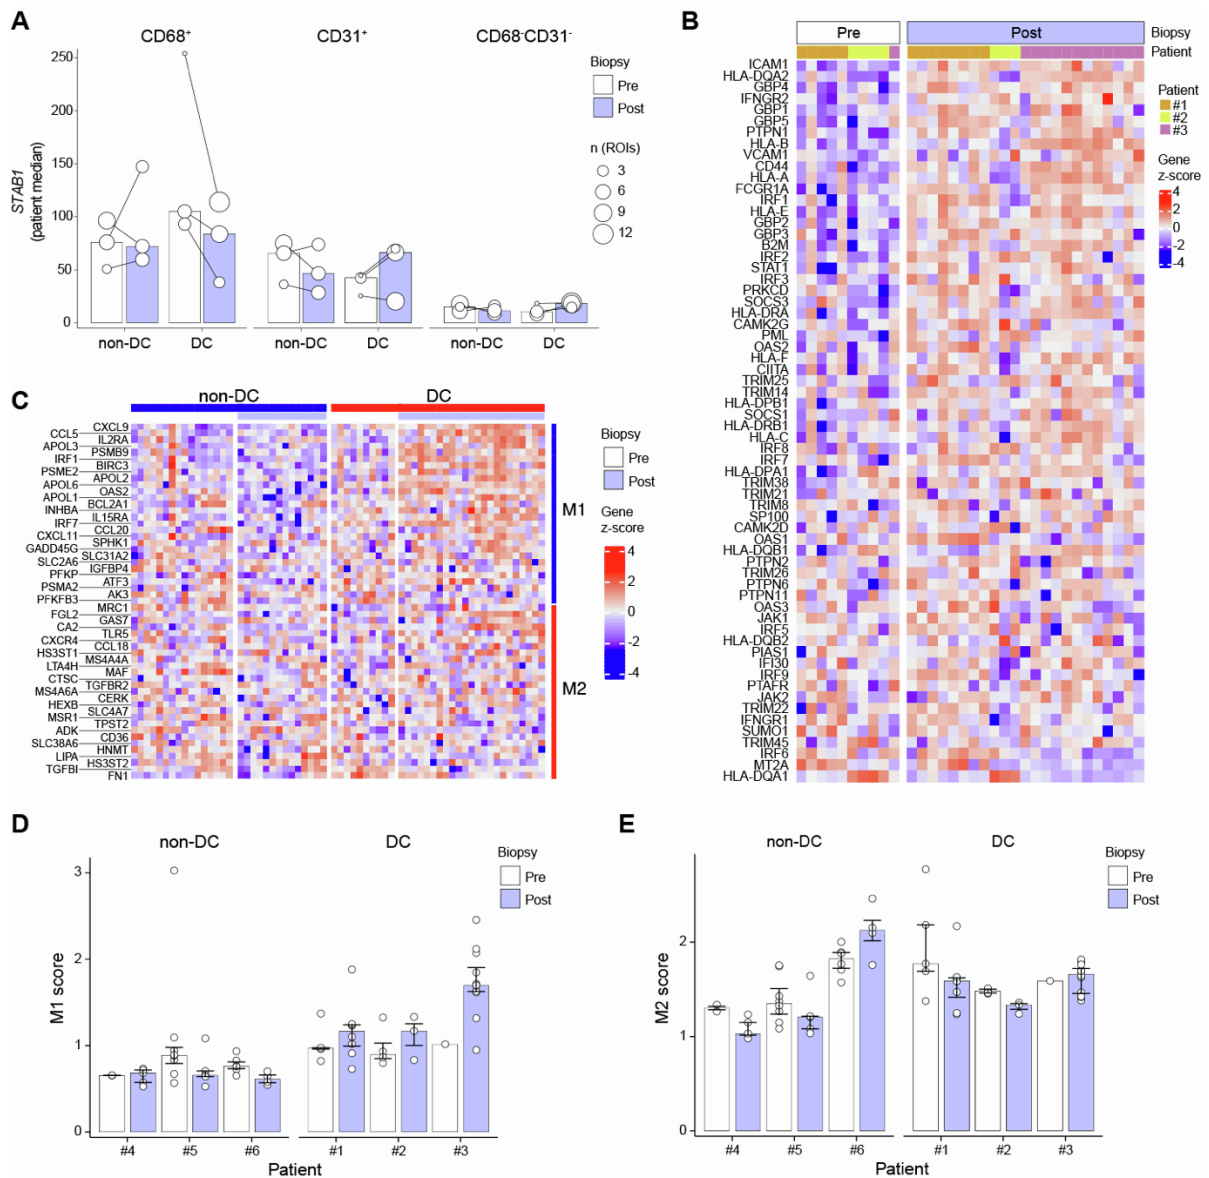 A
CD68⁺
CD31⁺
CD68⁻CD31⁻
Biopsy
Pre
Post
n (ROIs)
3
6
9
12
STAB1
(patient median)
250
200
150
100
50
0
non-DC
DC
non-DC
DC
non-DC
DC
B
Pre
Post
Biopsy
Patient
ICAM1
HLA-DQA2
GBP4
IFNGR2
GBP1
GBP5
PTPN1
HLA-B
VCAM1
CD44
HLA-A
FCGR1A
IRF1
HLA-E
GBP2
GBP3
B2M
IRF2
STAT1
IRF3
PRKCD
SOCS3
HLA-DRA
CAMK2G
PML
OAS2
HLA-F
CIITA
TRIM25
TRIM14
HLA-DPB1
SOCS1
HLA-DRB1
HLA-C
IRF8
IRF7
HLA-DPA1
TRIM38
TRIM21
TRIM8
SP100
CAMK2D
OAS1
HLA-DQB1
PTPN2
TRIM26
PTPN6
PTPN11
OAS3
JAK1
IRF5
HLA-DQB2
PIAS1
IFI30
IRF9
PTAFR
JAK2
TRIM22
IFNGR1
SUMO1
TRIM45
IRF6
MT2A
HLA-DQA1
Patient
#1
#2
#3
Gene
z-score
4
2
0
-2
-4
C
non-DC
DC
CXCL9
CCL5
IL2RA
APOL3
PSMB9
IRF1
BIRC3
PSME2
APOL2
APOL6
OAS2
APOL1
BCL2A1
INHBA
IL15RA
IRF7
CCL20
CXCL11
SPHK1
GADD45G
SLC31A2
SLC2A6
IGFBP4
PFKP
ATF3
PSMA2
AK3
PFKFB3
MRC1
FGL2
GAS7
CA2
TLR5
CXCR4
CCL18
HS3ST1
MS4A4A
LTA4H
MAF
CTSC
TGFBR2
MS4A6A
CERK
HEXB
SLC4A7
MSR1
TPST2
ADK
CD36
SLC38A6
HNMT
LIPA
HS3ST2
TGFBI
FN1
M1
M2
Biopsy
Pre
Post
Gene
z-score
4
2
0
-2
-4
D
non-DC
DC
Biopsy
Pre
Post
M1 score
3
2
1
0
#4
#5
#6
#1
#2
#3
Patient
E
non-DC
DC
Biopsy
Pre
Post
M2 score
2
1
0
#4
#5
#6
#1
#2
#3
Patient